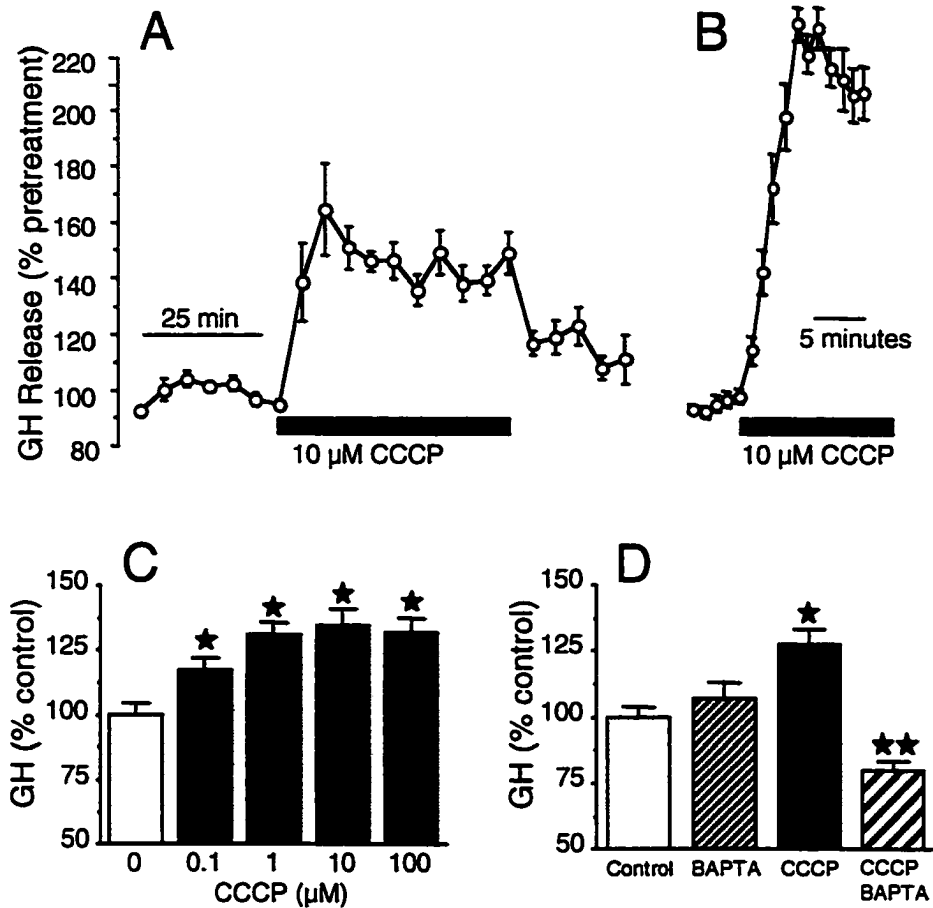 A
B
GH Release (% pretreatment)
220
200
180
160
140
120
100
80
25 min
5 minutes
10 µM CCCP
10 µM CCCP
C
D
GH (% control)
150
125
100
75
50
0 0.1 1 10 100
CCCP (µM)
GH (% control)
150
125
100
75
50
Control BAPTA CCCP CCCP
BAPTA